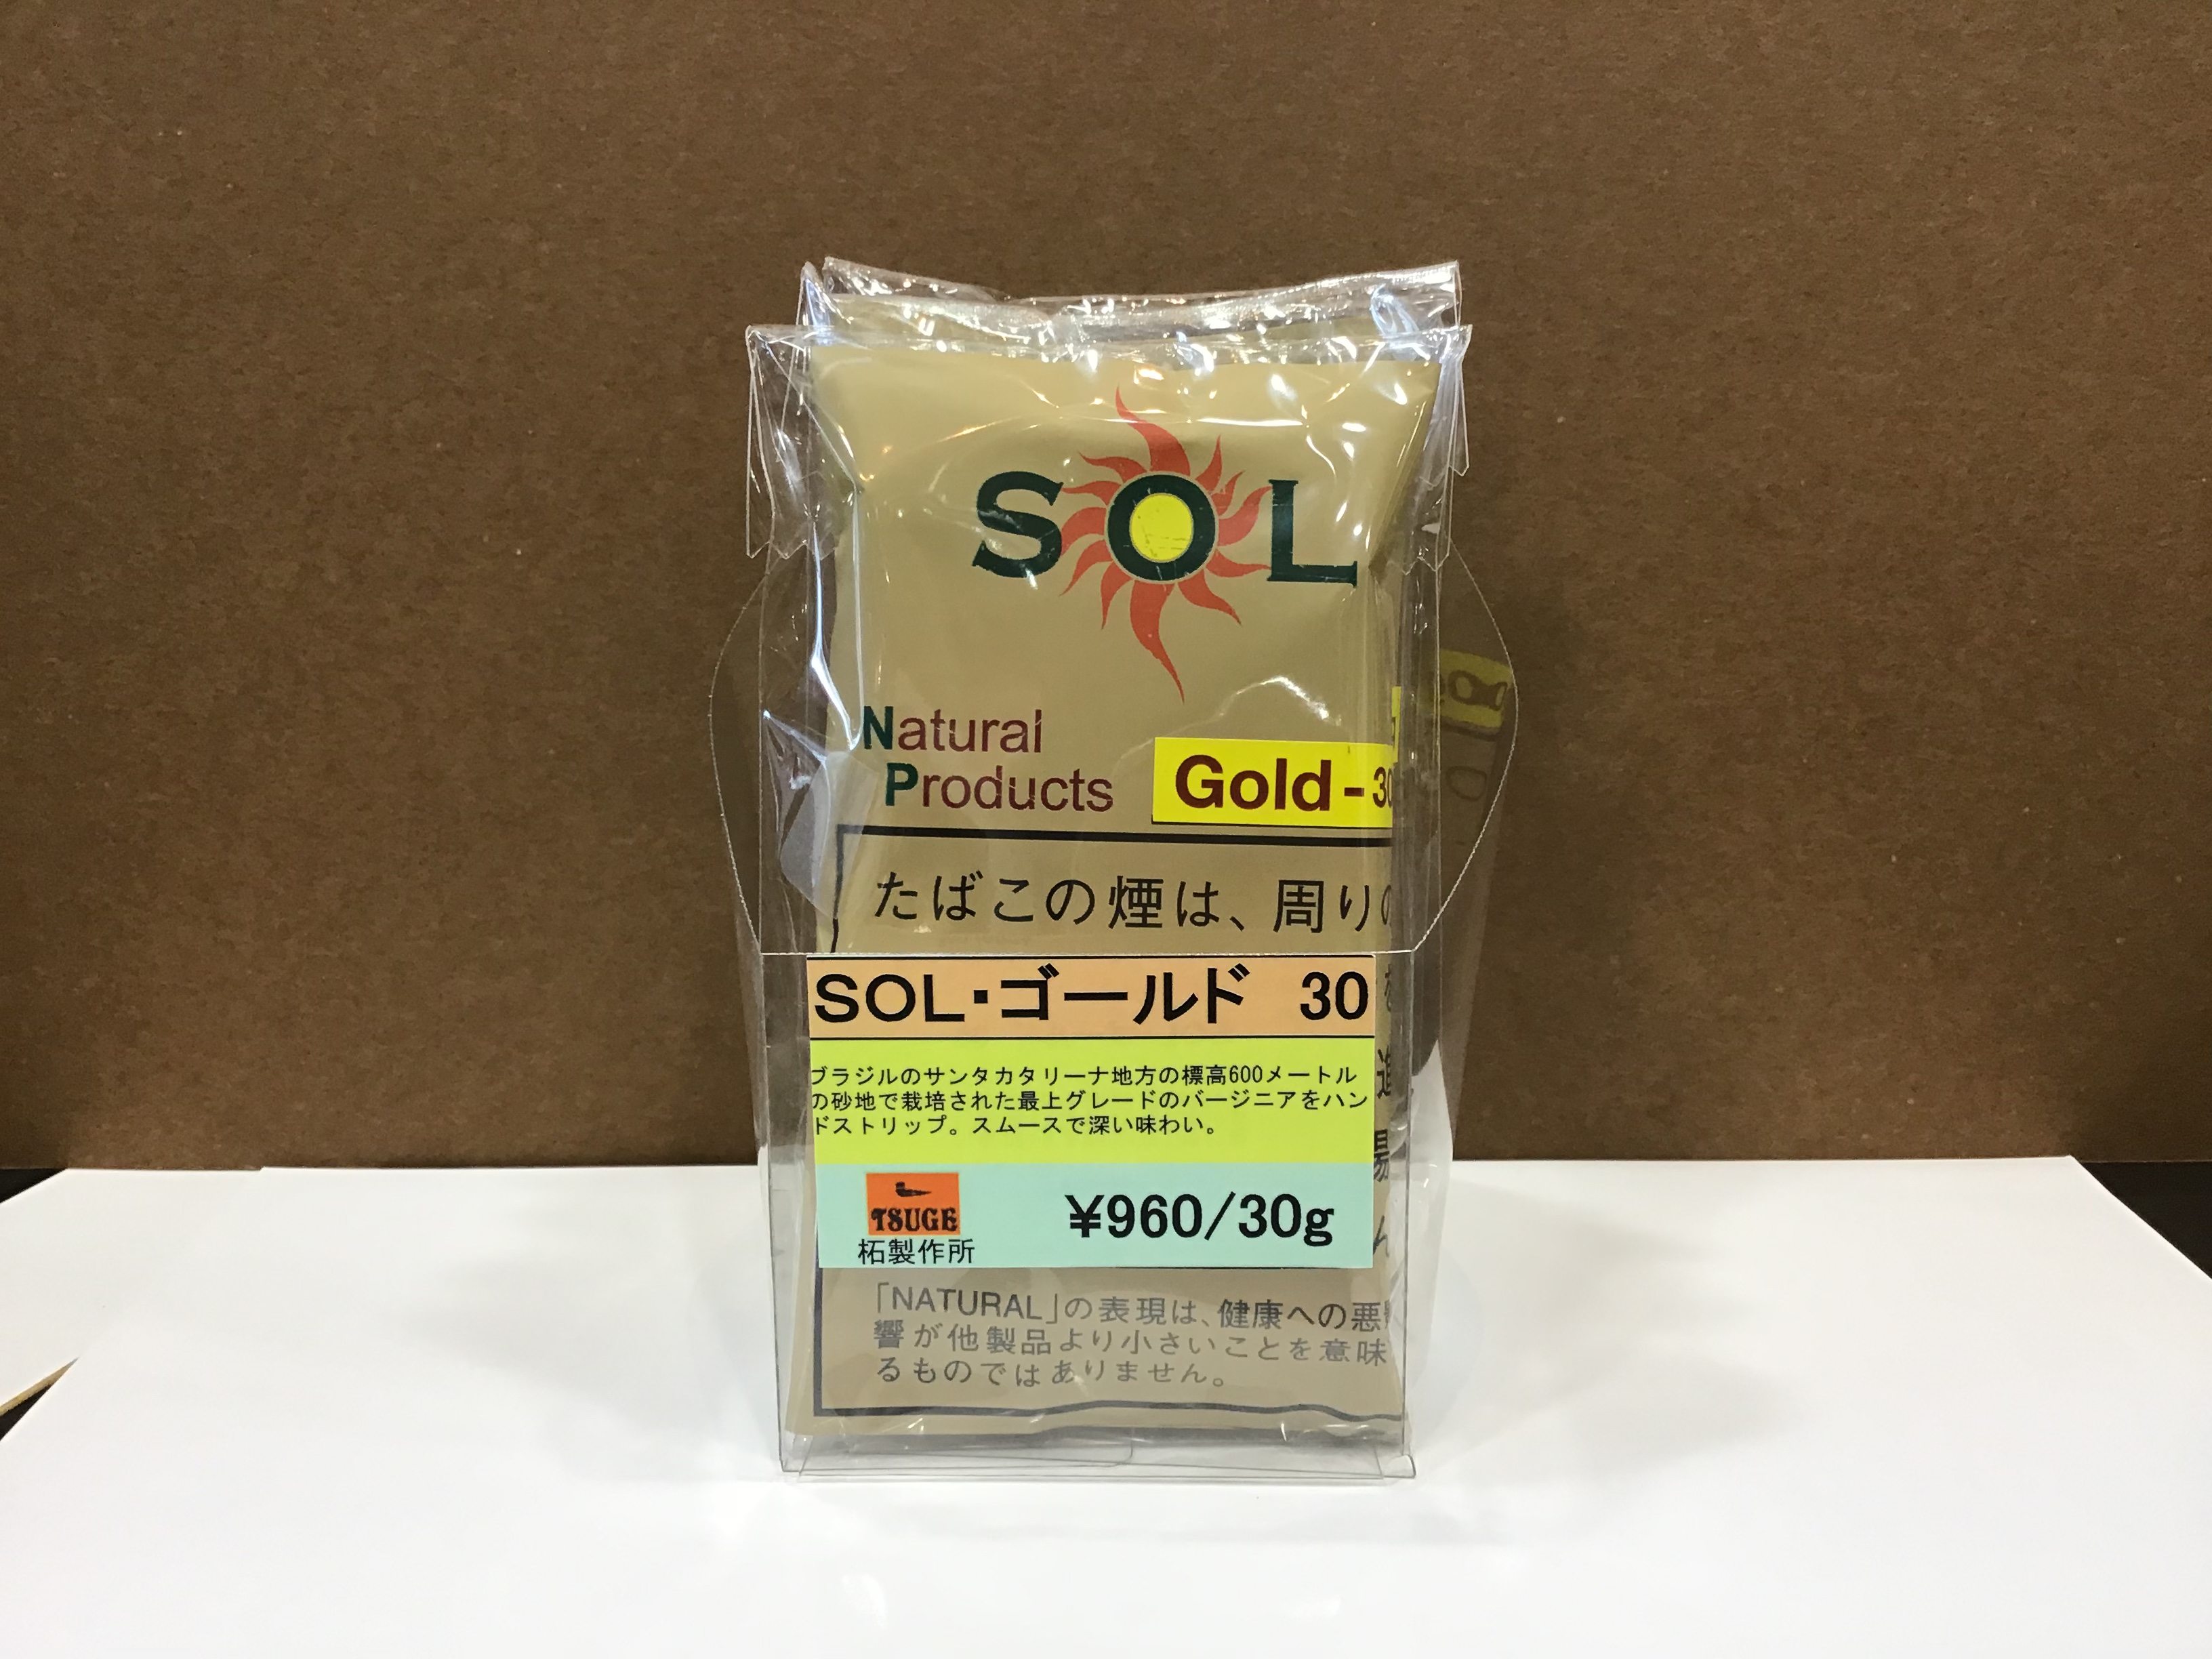 SOL
Natural
Products
Gold - 30
たばこの煙は、周りの
SOL・ゴールド 30
ブラジルのサンタカタリーナ地方の標高600メートル
の砂地で栽培された最上グレードのバージニアをハン
ドストリップ。スムースで深い味わい。
TSUGE
柘製作所
¥960/30g
「NATURAL」の表現は、健康への悪
響が他製品より小さいことを意味
るものではありません。